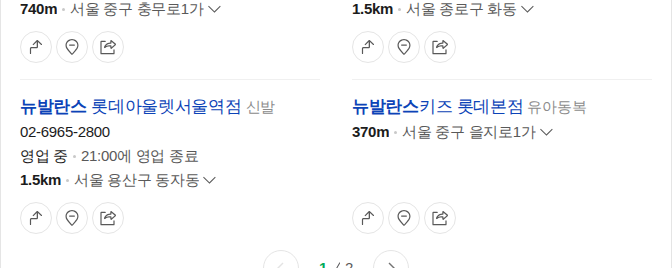 740m · 서울 중구 충무로1가
1.5km · 서울 종로구 화동
뉴발란스 롯데아울렛서울역점 신발
02-6965-2800
영업 중 · 21:00에 영업 종료
1.5km · 서울 용산구 동자동
뉴발란스키즈 롯데본점 유아동복
370m · 서울 중구 을지로1가
1 / 2